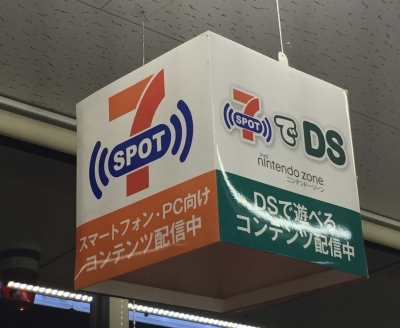 7
SPOT
スマートフォン・PC向け
コンテンツ配信中
7
SPOT
でDS
nintendo zone
ニンテンドーゾーン
DSで遊べる
コンテンツ配信中